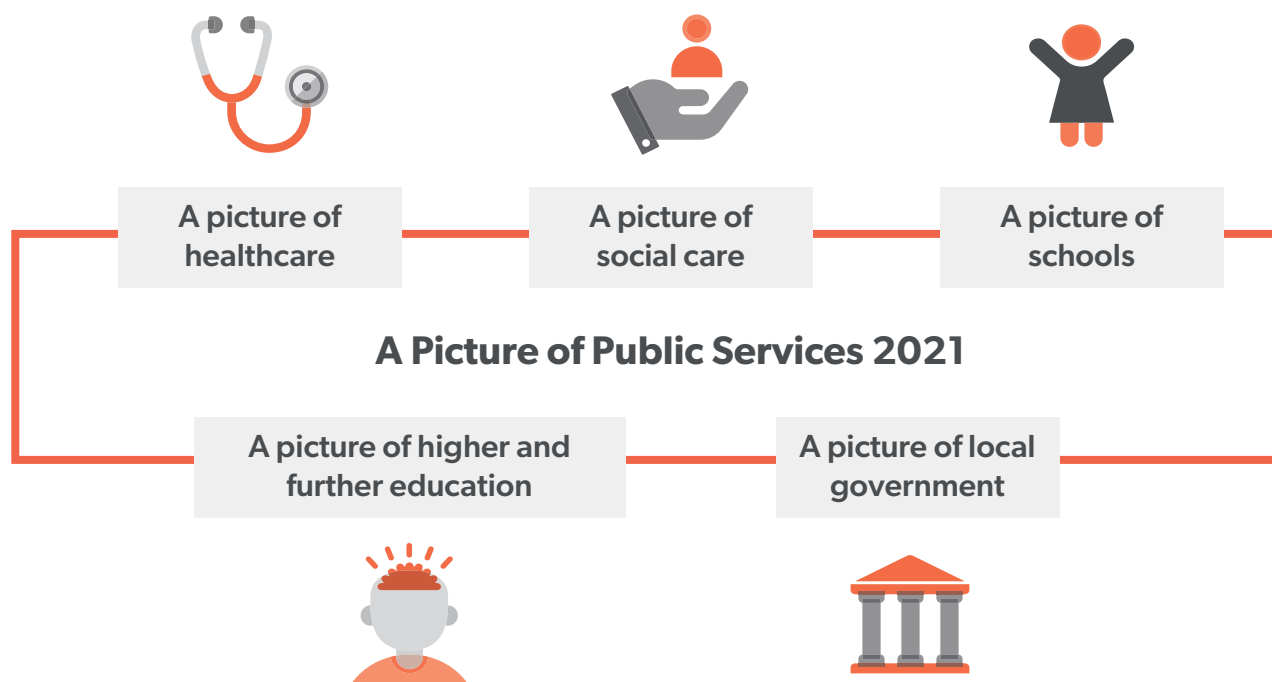 A picture of
healthcare
A picture of
social care
A picture of
schools
A Picture of Public Services 2021
A picture of higher and
further education
A picture of local
government